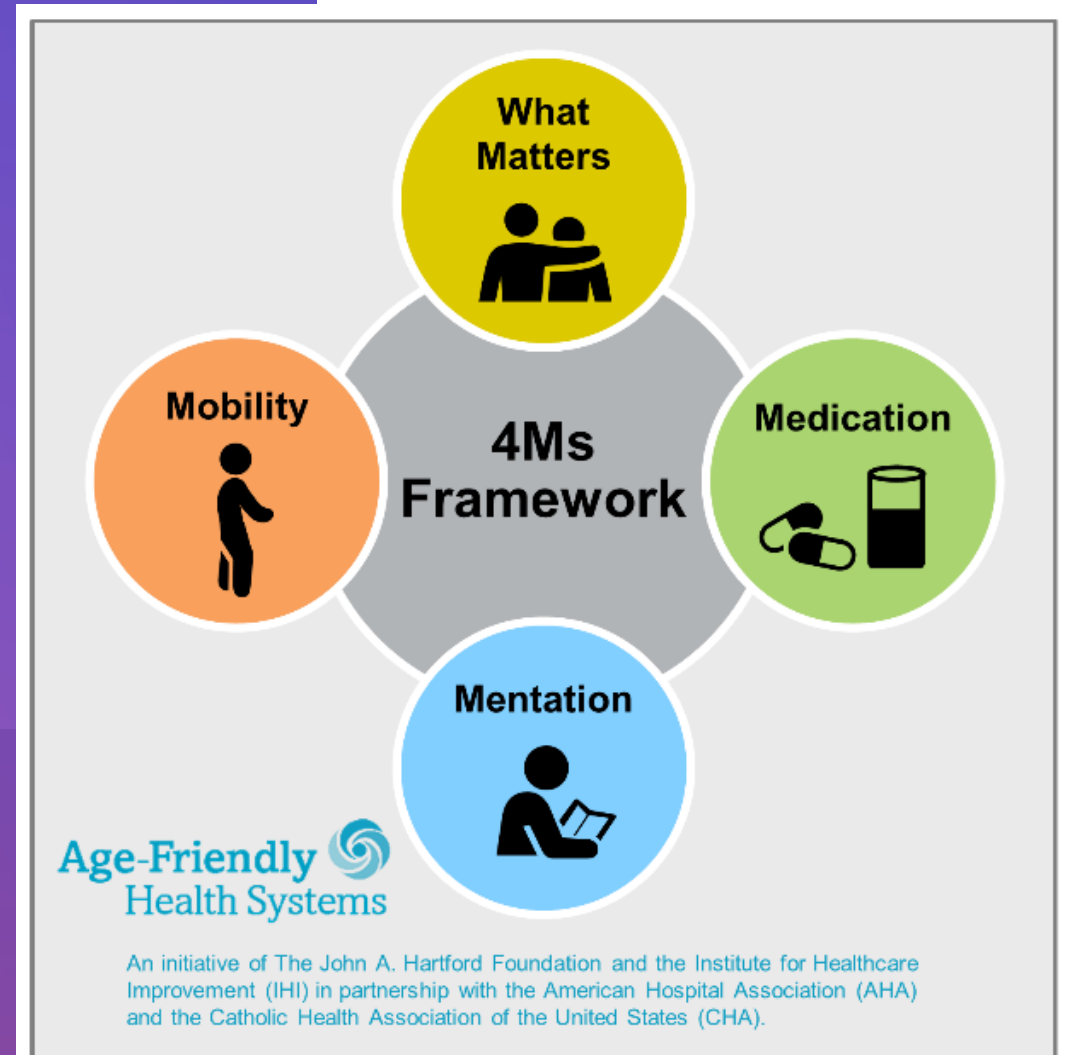 What
Matters
Mobility
4Ms
Framework
Medication
Mentation
Age-Friendly
Health Systems
An initiative of The John A. Hartford Foundation and the Institute for Healthcare
Improvement (IHI) in partnership with the American Hospital Association (AHA)
and the Catholic Health Association of the United States (CHA).